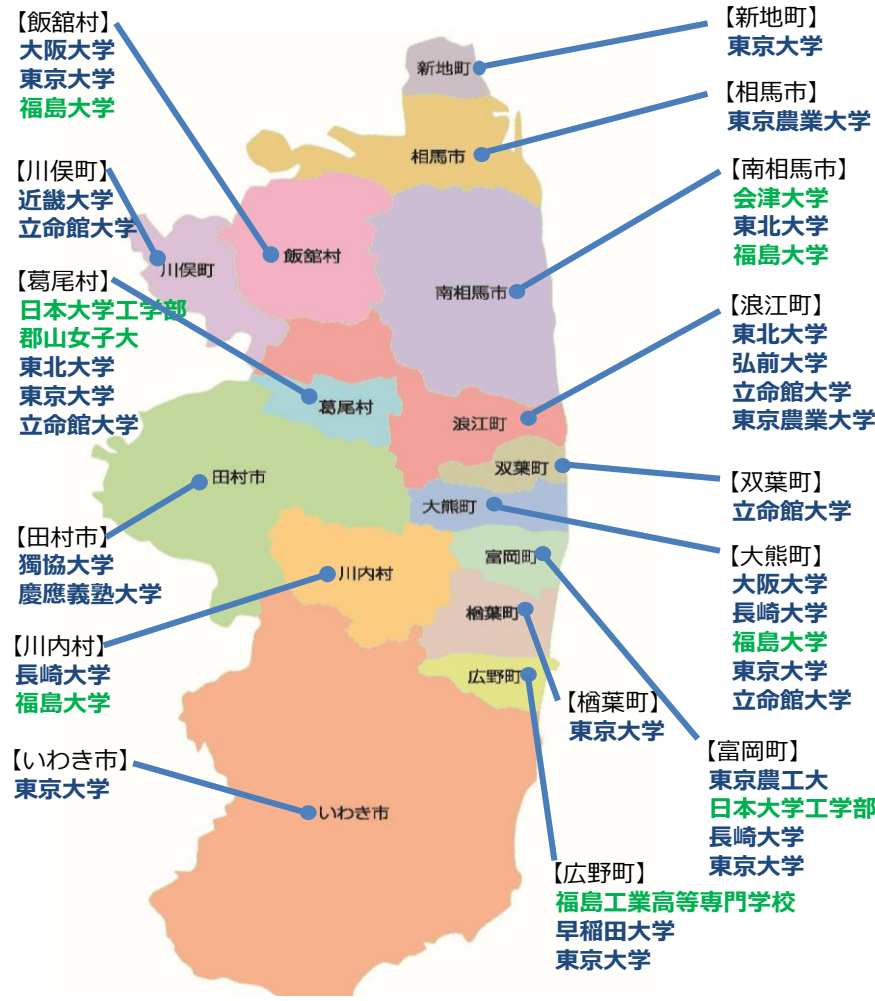 【飯舘村】
大阪大学
東京大学
福島大学
【川俣町】
近畿大学
立命館大学
【葛尾村】
日本大学工学部
郡山女子大
東北大学
東京大学
立命館大学
【田村市】
獨協大学
慶應義塾大学
【川内村】
長崎大学
福島大学
【いわき市】
東京大学
新地町
相馬市
飯舘村
川俣町
南相馬市
葛尾村
浪江町
双葉町
田村市
大熊町
富岡町
川内村
楢葉町
広野町
いわき市
【新地町】
東京大学
【相馬市】
東京農業大学
【南相馬市】
会津大学
東北大学
福島大学
【浪江町】
東北大学
弘前大学
立命館大学
東京農業大学
【双葉町】
立命館大学
【大熊町】
大阪大学
長崎大学
福島大学
東京大学
立命館大学
【楢葉町】
東京大学
【富岡町】
東京農工大
日本大学工学部
長崎大学
東京大学
【広野町】
福島工業高等専門学校
早稲田大学
東京大学